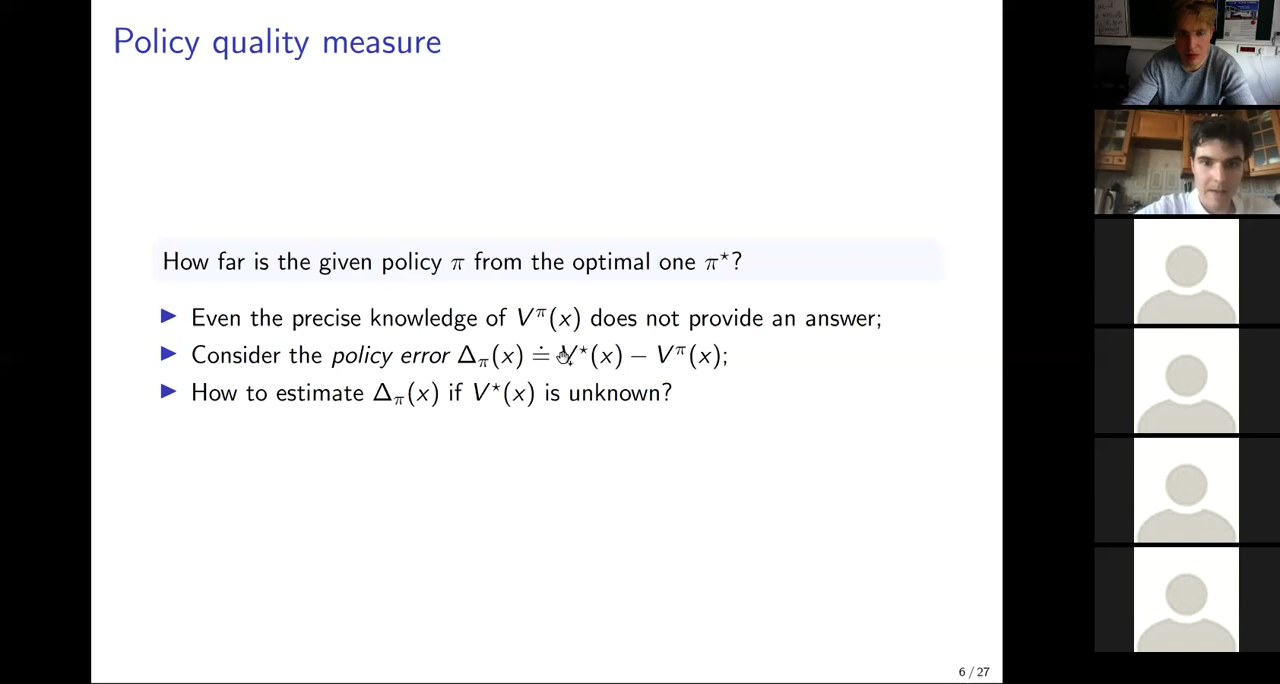 Policy quality measure
How far is the given policy π from the optimal one π⋆?
▶ Even the precise knowledge of V^π(x) does not provide an answer;
▶ Consider the policy error Δ_π(x) ≐ V⋆(x) − V^π(x);
▶ How to estimate Δ_π(x) if V⋆(x) is unknown?
6 / 27